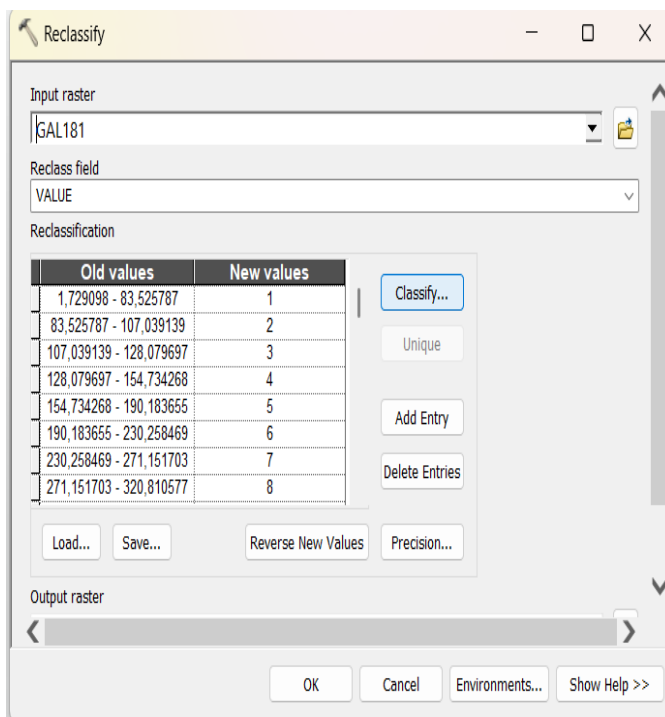 Reclassify
Input raster
GAL181
Reclass field
VALUE
Reclassification
Old values New values
1,729098 - 83,525787 1
83,525787 - 107,039139 2
107,039139 - 128,079697 3
128,079697 - 154,734268 4
154,734268 - 190,183655 5
190,183655 - 230,258469 6
230,258469 - 271,151703 7
271,151703 - 320,810577 8
Classify...
Unique
Add Entry
Delete Entries
Load... Save... Reverse New Values Precision...
Output raster
OK Cancel Environments... Show Help >>